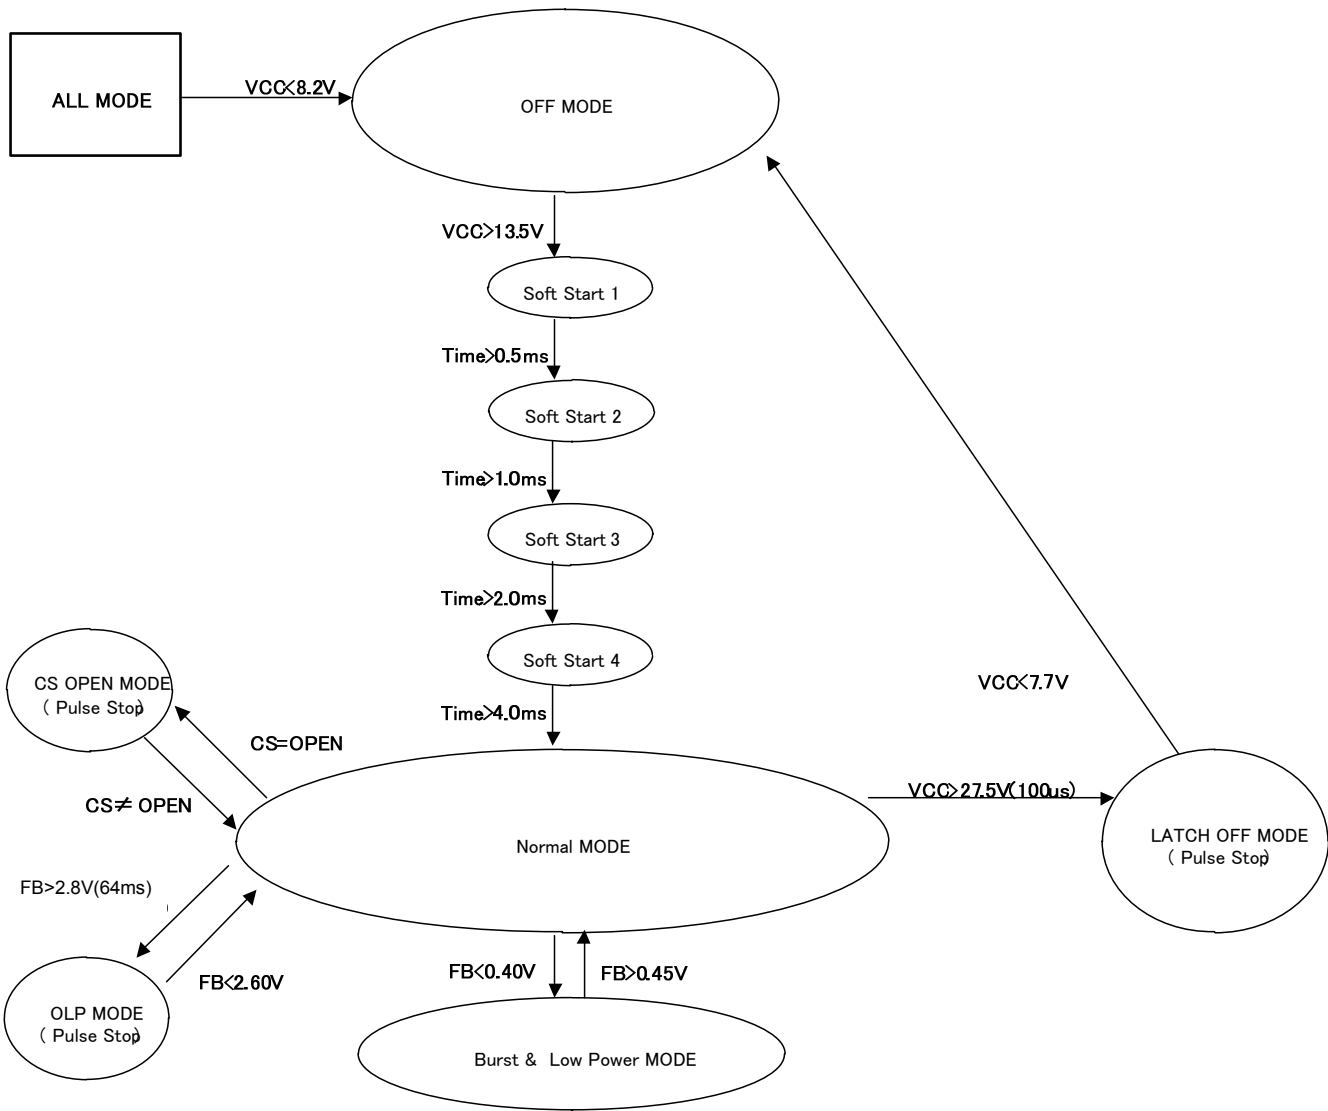 ALL MODE
VCC<8.2V
OFF MODE
VCC>13.5V
Soft Start 1
Time>0.5ms
Soft Start 2
Time>1.0ms
Soft Start 3
Time>2.0ms
Soft Start 4
Time>4.0ms
VCC<7.7V
CS OPEN MODE
( Pulse Stop)
CS=OPEN
CS≠ OPEN
Normal MODE
VCC>27.5V(100us)
LATCH OFF MODE
( Pulse Stop)
FB>2.8V(64ms)
FB<2.60V
OLP MODE
( Pulse Stop)
FB<0.40V
FB>0.45V
Burst & Low Power MODE